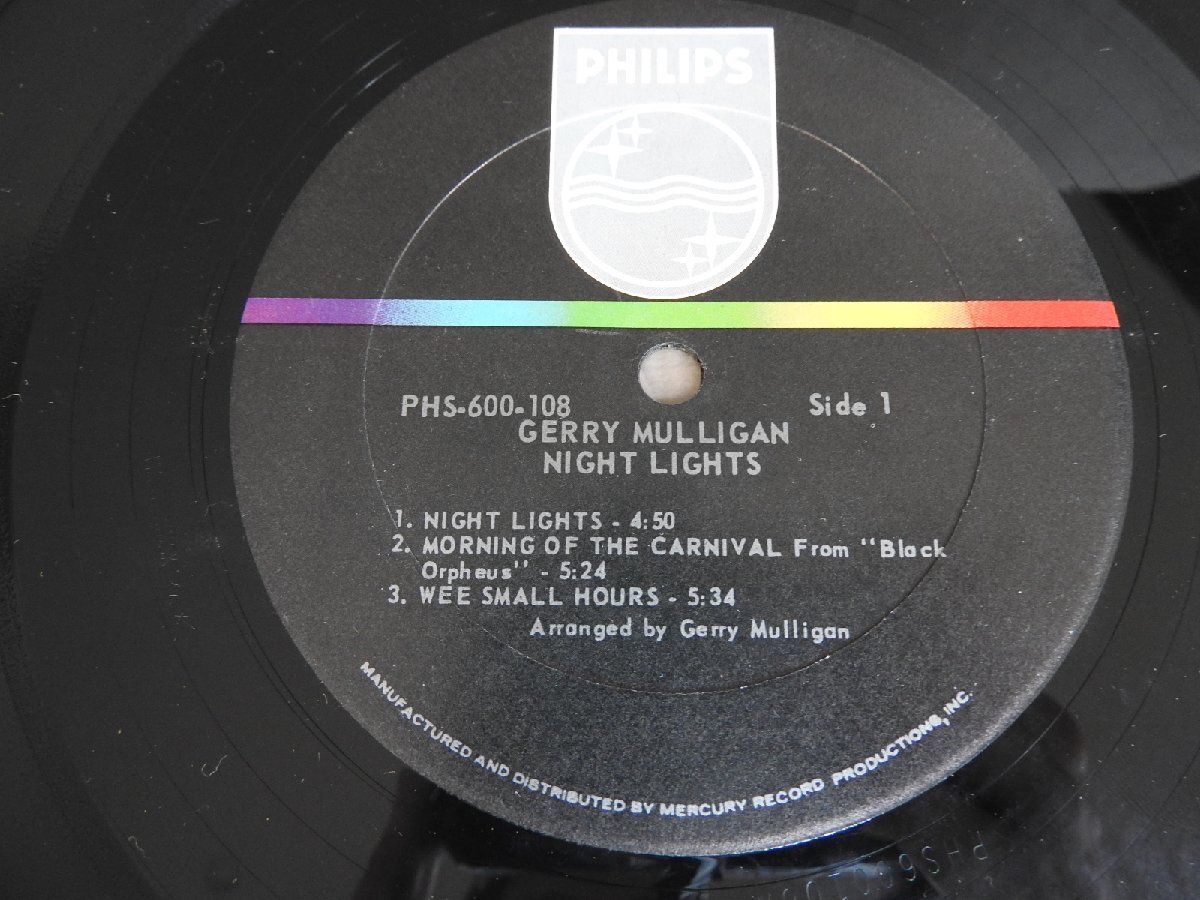 PHILIPS
PHS-600-108 Side 1
GERRY MULLIGAN
NIGHT LIGHTS
1. NIGHT LIGHTS - 4:50
2. MORNING OF THE CARNIVAL From "Black
Orpheus" - 5:24
3. WEE SMALL HOURS - 5:34
Arranged by Gerry Mulligan
MANUFACTURED AND DISTRIBUTED BY MERCURY RECORD PRODUCTIONS, INC.